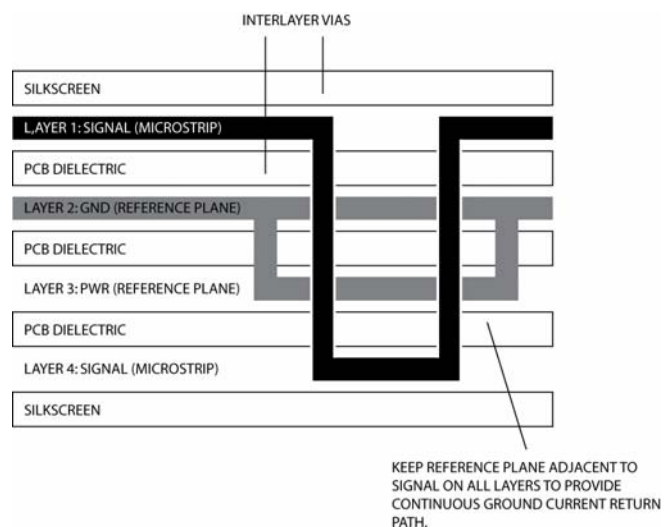 INTERLAYER VIAS
SILKSCREEN
L,AYER 1: SIGNAL (MICROSTRIP)
PCB DIELECTRIC
LAYER 2: GND (REFERENCE PLANE)
PCB DIELECTRIC
LAYER 3: PWR (REFERENCE PLANE)
PCB DIELECTRIC
LAYER 4: SIGNAL (MICROSTRIP)
SILKSCREEN
KEEP REFERENCE PLANE ADJACENT TO
SIGNAL ON ALL LAYERS TO PROVIDE
CONTINUOUS GROUND CURRENT RETURN
PATH.